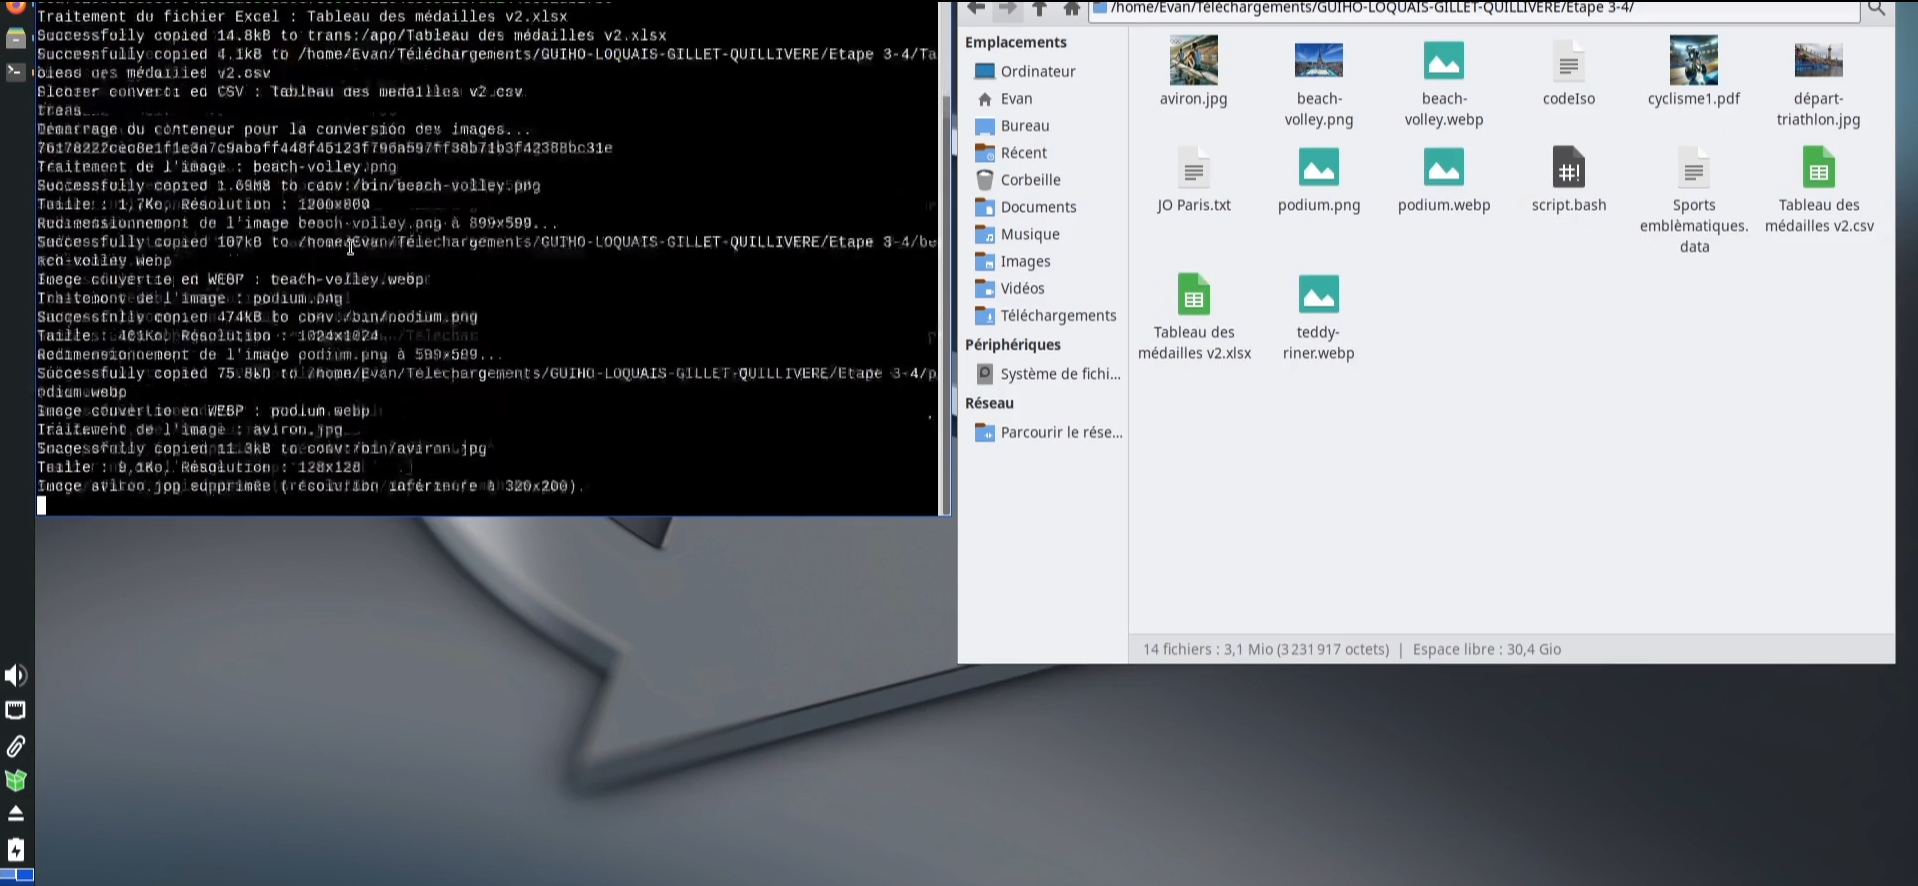 Traitement du fichier Excel : Tableau des médailles v2.xlsx
Successfully copied 14.8kB to trans:/app/Tableau des médailles v2.xlsx
Successfully copied 4.1kB to /home/Evan/Téléchargements/GUIHO-LOQUAIS-GILLET-QUILLIVERE/Etape 3-4/Ta
des médailles v2.csv
en CSV : Tableau des medailles v2 csv
trans
Démarrage du conteneur pour la conversion des images...
Traitement de l'image : beach-volley.png
Successfully copied 1.69MB to conv:/bin/beach-volley.png
Taille : 1,7Ko, Résolution :
Redimensionnement de l'image beach-volley.png à 899x599...
Successfully copied 107kB to /home/Evan/Téléchargements/GUIHO-LOQUAIS-GILLET-QUILLIVERE/Etape 3-4/be
ach-volley.webp
Image convertie en WEBP : beach-volley.webp
Traitement de l'image : podium.png
Successfully copied 474kB to conv:/bin/podium.png
Taille : Résolution : 1024x1024
Redimensionnement de l'image podium.png à 599x599...
Successfully copied 75.8kB to /home/Evan/Téléchargements/GUIHO-LOQUAIS-GILLET-QUILLIVERE/Etape 3-4/p
odium.webp
Image convertie en WEBP : podium.webp
Traitement de l'image : aviron.jpg
Successfully copied 11.3kB to conv:/bin/aviron.jpg
Taille : 9,1Ko, Résolution : 128x128
Image aviron.jpg supprimée (résolution inférieure à 320x200).
/home/Evan/Téléchargements/GUIHO-LOQUAIS-GILLET-QUILLIVERE/Etape 3-4/
Emplacements
Ordinateur
Evan
Bureau
Récent
Corbeille
Documents
Musique
Images
Vidéos
Téléchargements
Périphériques
Système de fichi...
Réseau
Parcourir le rése...
aviron.jpg
beach-
volley.png
beach-
volley.webp
codeIso
cyclisme1.pdf
départ-
triathlon.jpg
JO Paris.txt
podium.png
podium.webp
script.bash
Sports
emblèmatiques.
data
Tableau des
médailles v2.csv
Tableau des
médailles v2.xlsx
teddy-
riner.webp
14 fichiers : 3,1 Mio (3 231 917 octets) | Espace libre : 30,4 Gio